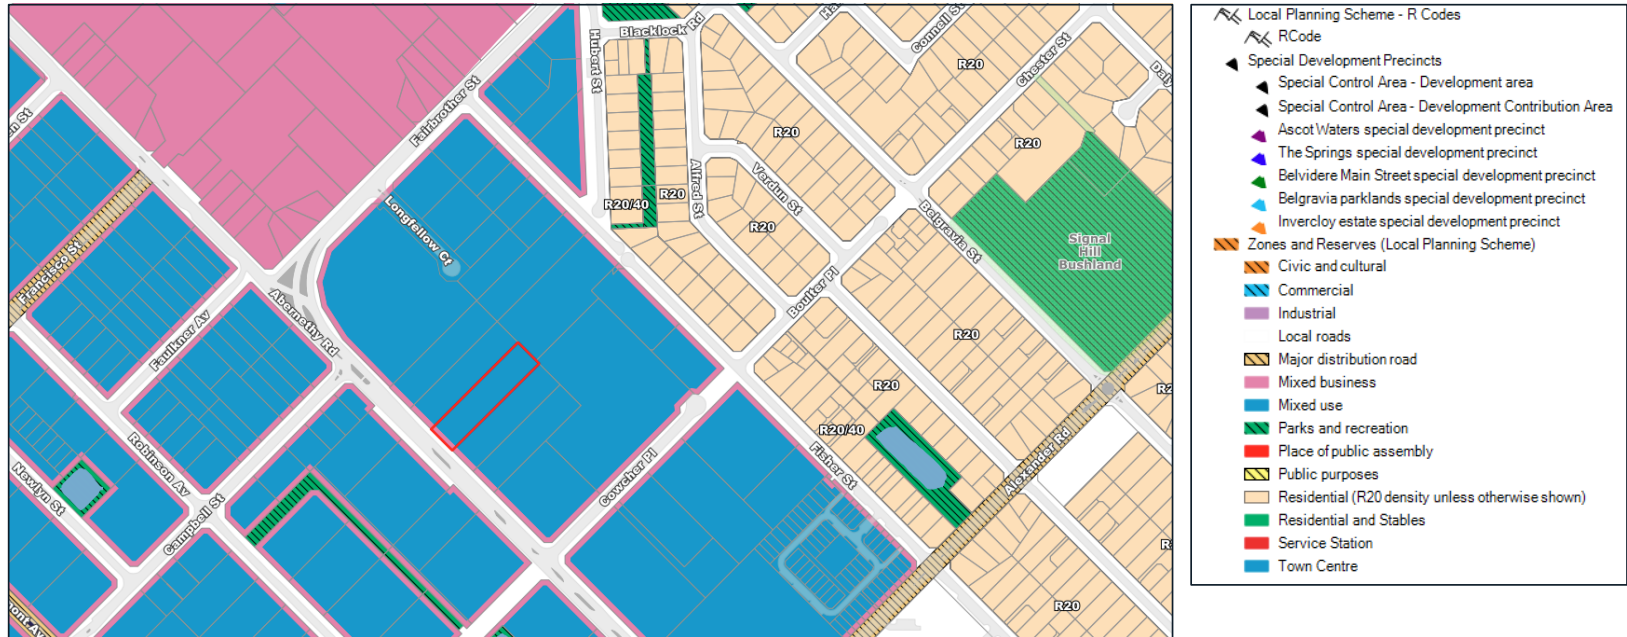 Blacklock Rd
Hubert St
Connell St
R20
Chester St
Fairbrother St
R20
R20
Alfred St
Verdun St
R20
R20/40
R20
Longfellow Ct
Belgravia St
Signal
Hill
Bushland
Francisco St
Abernethy Rd
Boulter Pl
Faulkner Av
R20
R20
R20/40
Fisher St
Alexander Rd
Robinson Av
Newlyn St
Cowcher Pl
Campbell St
R20
Local Planning Scheme - R Codes
RCode
Special Development Precincts
Special Control Area - Development area
Special Control Area - Development Contribution Area
Ascot Waters special development precinct
The Springs special development precinct
Belvidere Main Street special development precinct
Belgravia parklands special development precinct
Invercloy estate special development precinct
Zones and Reserves (Local Planning Scheme)
Civic and cultural
Commercial
Industrial
Local roads
Major distribution road
Mixed business
Mixed use
Parks and recreation
Place of public assembly
Public purposes
Residential (R20 density unless otherwise shown)
Residential and Stables
Service Station
Town Centre